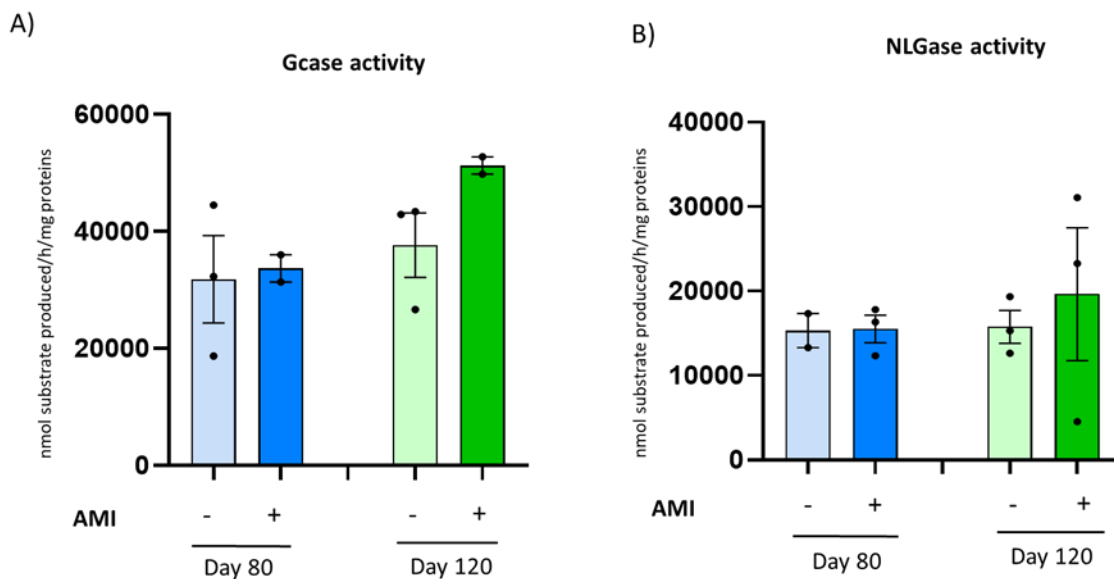 A)
Gcase activity
nmol substrate produced/h/mg proteins
60000
40000
20000
0
AMI - + - +
Day 80 Day 120
B)
NLGase activity
nmol substrate produced/h/mg proteins
40000
30000
20000
10000
0
AMI - + - +
Day 80 Day 120